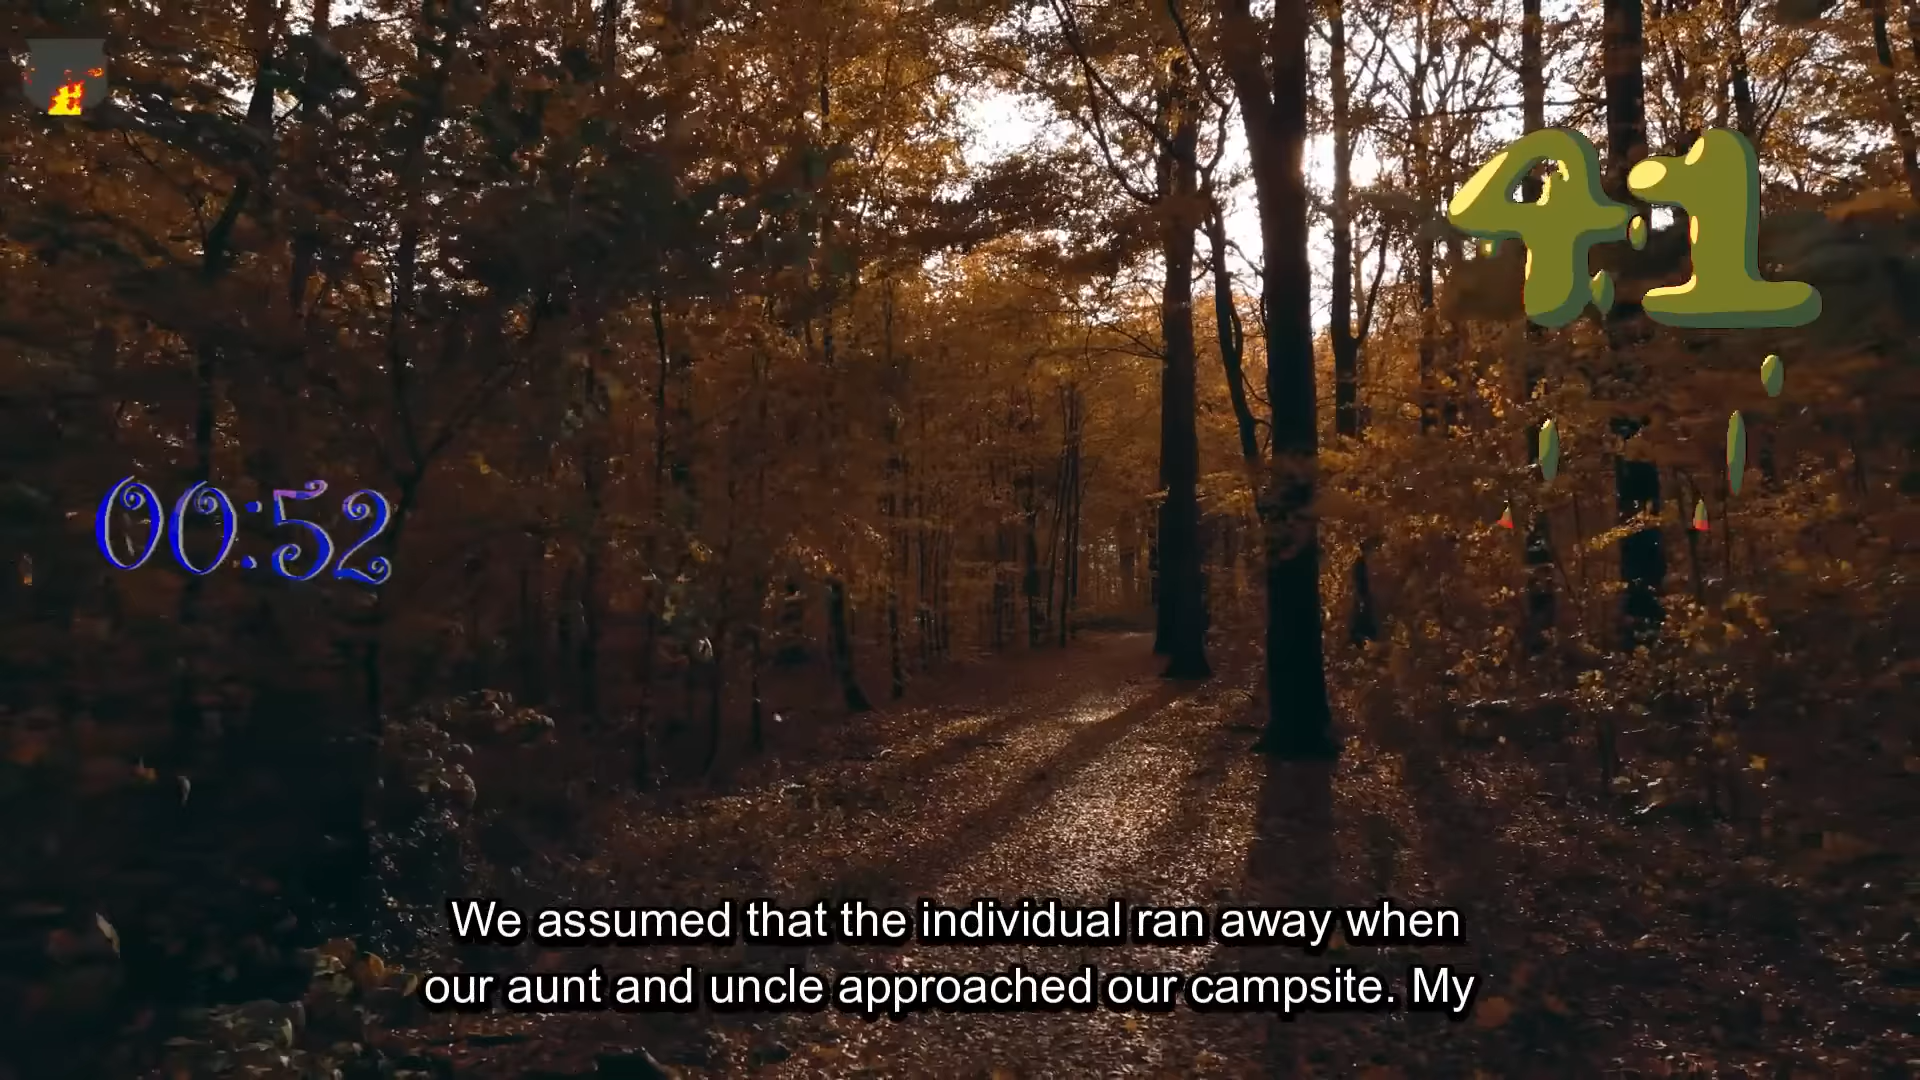 41
00:52
We assumed that the individual ran away when
our aunt and uncle approached our campsite. My